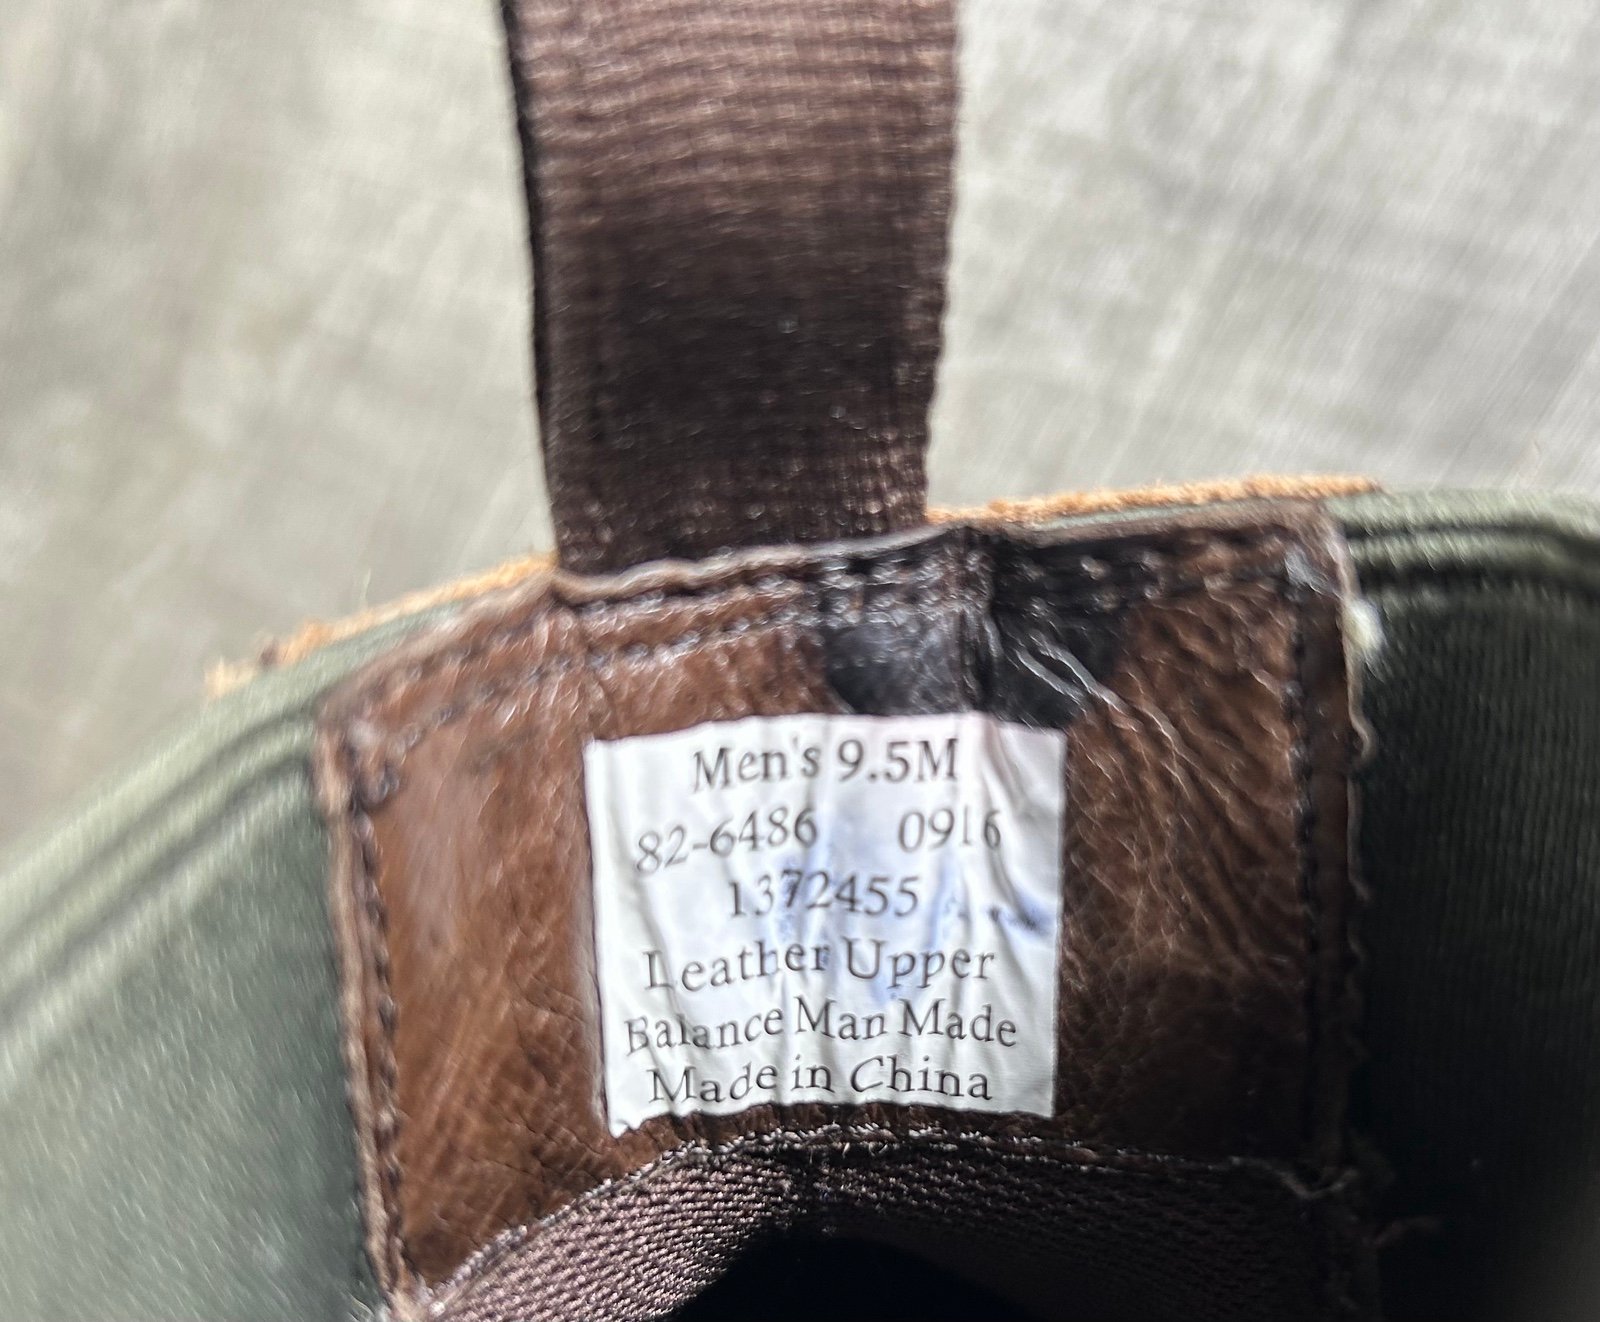 Men's 9.5M
82-6486 0916
1372455
Leather Upper
Balance Man Made
Made in China